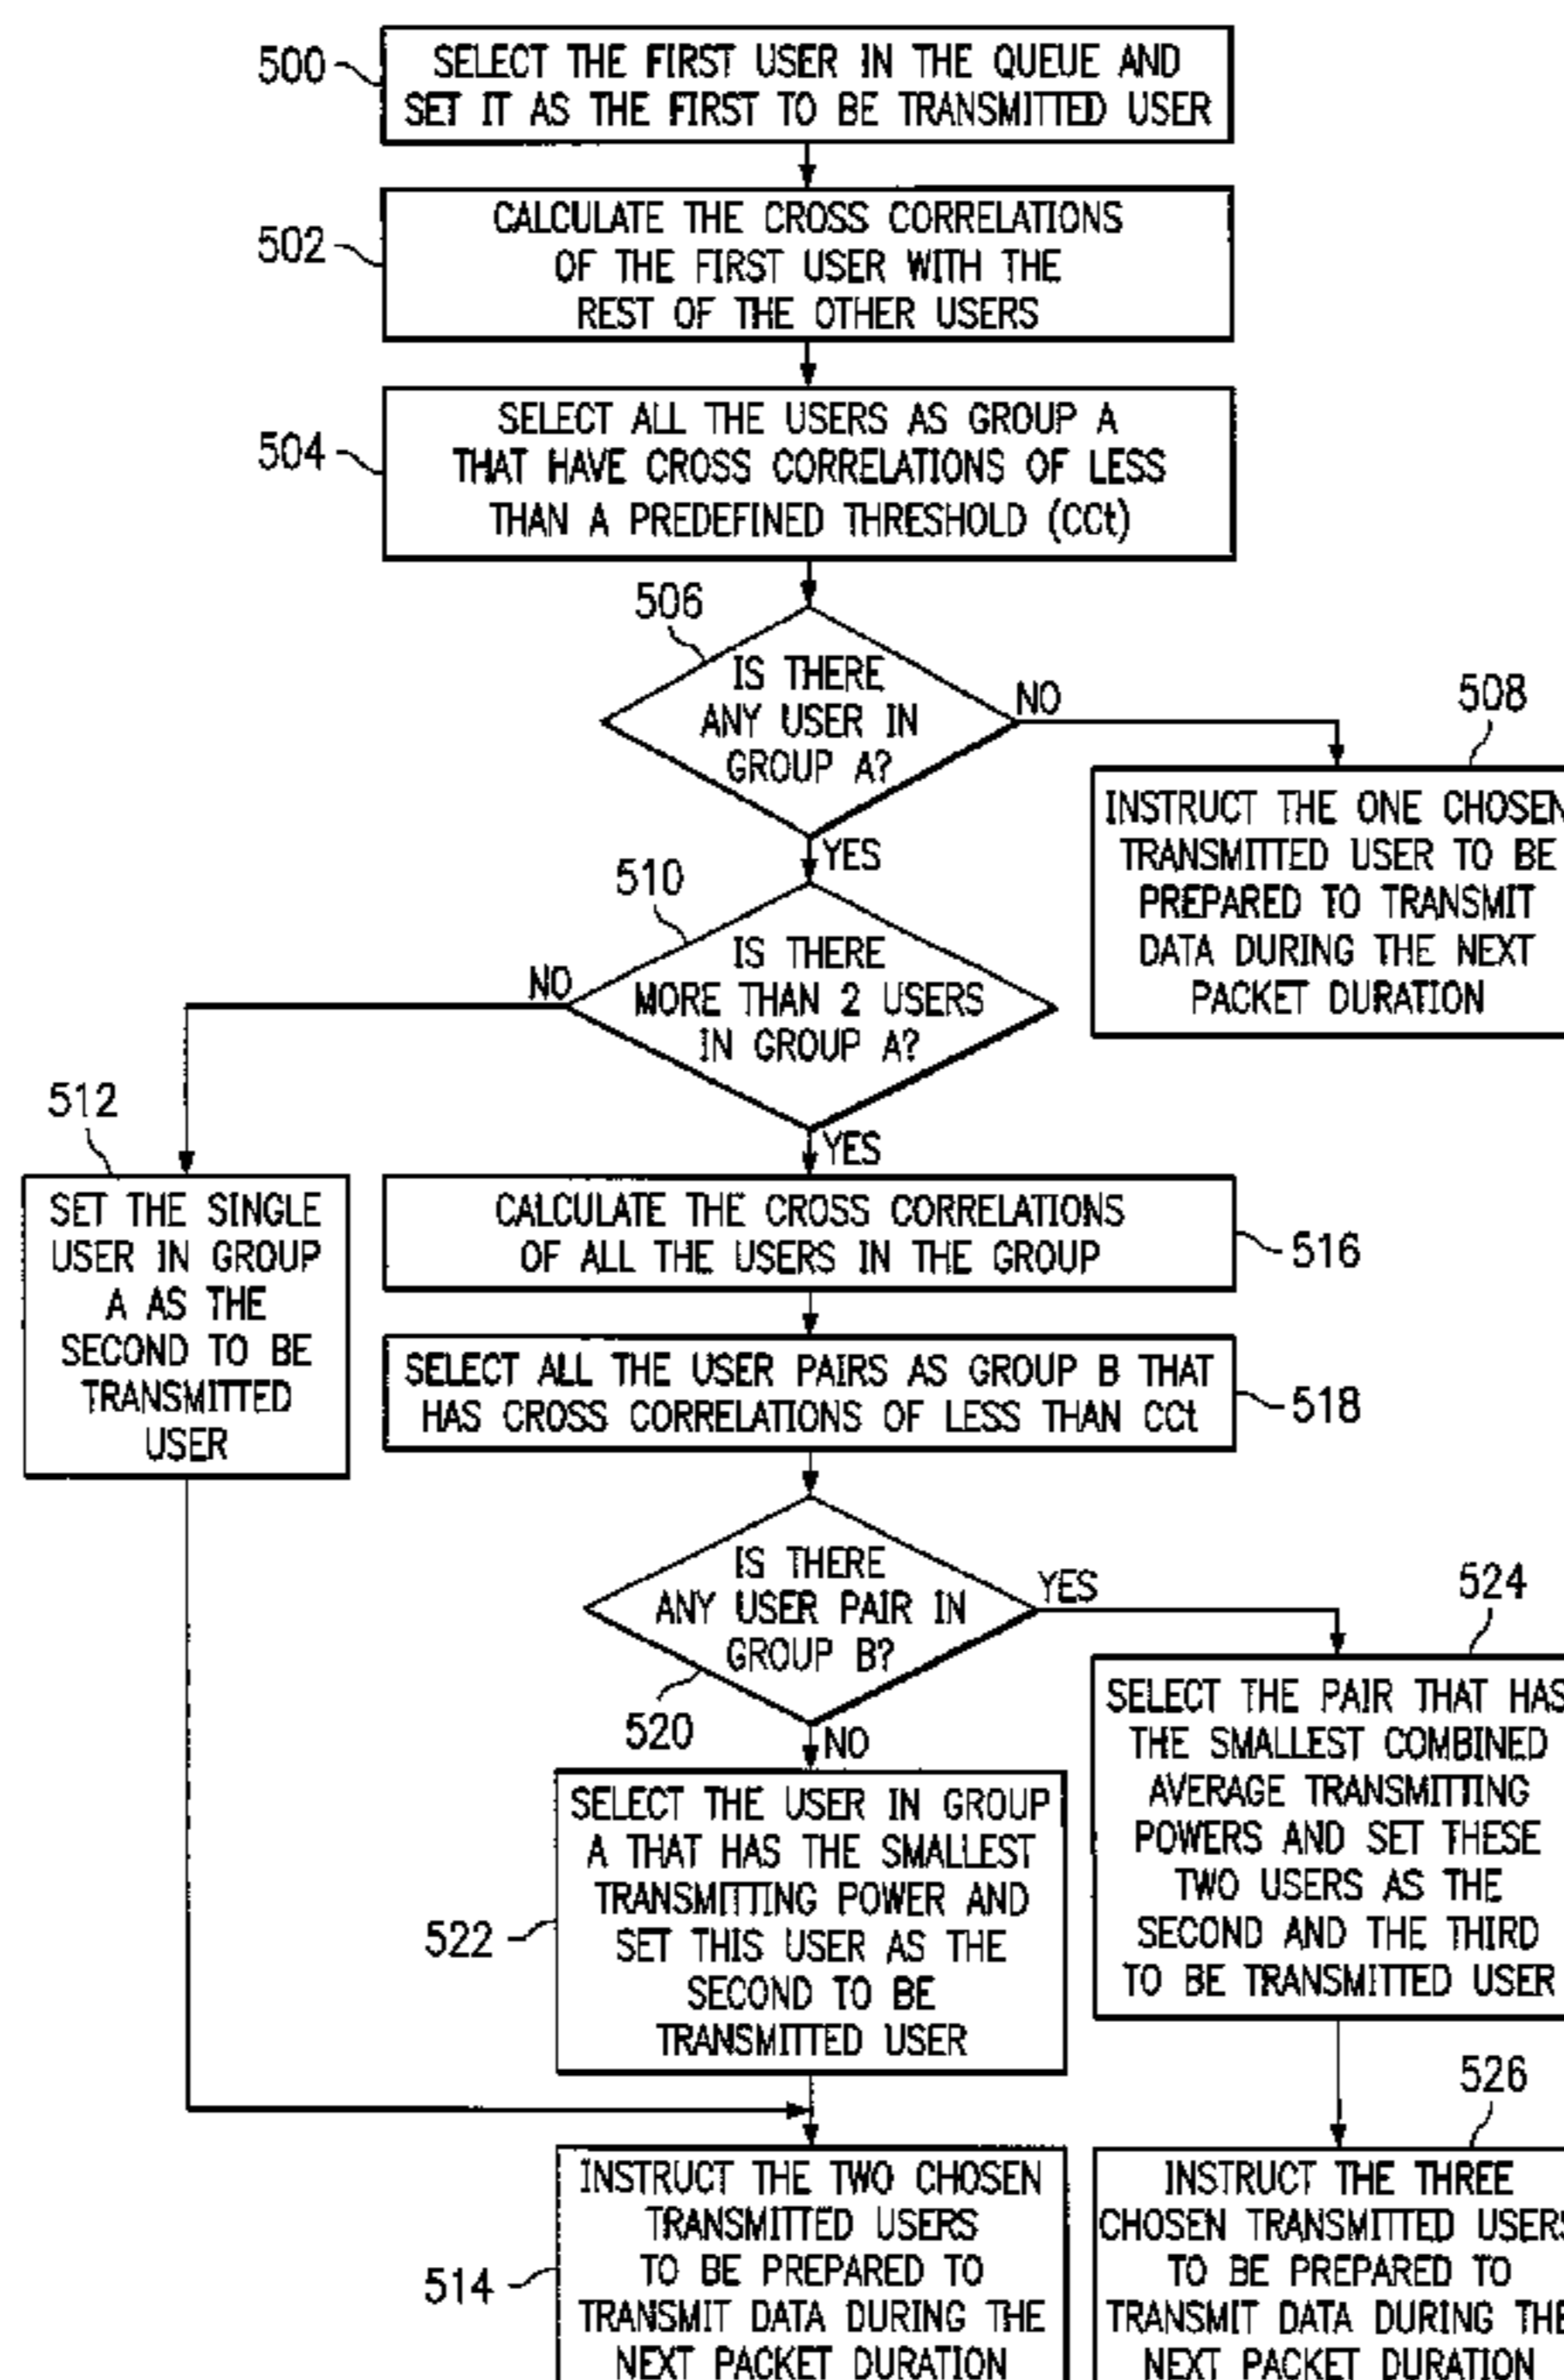 500
SELECT THE FIRST USER IN THE QUEUE AND
SET IT AS THE FIRST TO BE TRANSMITTED USER
502
CALCULATE THE CROSS CORRELATIONS
OF THE FIRST USER WITH THE
REST OF THE OTHER USERS
504
SELECT ALL THE USERS AS GROUP A
THAT HAVE CROSS CORRELATIONS OF LESS
THAN A PREDEFINED THRESHOLD (CCt)
506
IS THERE
ANY USER IN
GROUP A?
NO
508
INSTRUCT THE ONE CHOSEN
TRANSMITTED USER TO BE
PREPARED TO TRANSMIT
DATA DURING THE NEXT
PACKET DURATION
YES
510
IS THERE
MORE THAN 2 USERS
IN GROUP A?
NO
512
SET THE SINGLE
USER IN GROUP
A AS THE
SECOND TO BE
TRANSMITTED
USER
YES
CALCULATE THE CROSS CORRELATIONS
OF ALL THE USERS IN THE GROUP
516
SELECT ALL THE USER PAIRS AS GROUP B THAT
HAS CROSS CORRELATIONS OF LESS THAN CCt
518
IS THERE
ANY USER PAIR IN
GROUP B?
520
YES
524
SELECT THE PAIR THAT HAS
THE SMALLEST COMBINED
AVERAGE TRANSMITTING
POWERS AND SET THESE
TWO USERS AS THE
SECOND AND THE THIRD
TO BE TRANSMITTED USER
NO
522
SELECT THE USER IN GROUP
A THAT HAS THE SMALLEST
TRANSMITTING POWER AND
SET THIS USER AS THE
SECOND TO BE
TRANSMITTED USER
514
INSTRUCT THE TWO CHOSEN
TRANSMITTED USERS
TO BE PREPARED TO
TRANSMIT DATA DURING THE
NEXT PACKET DURATION
526
INSTRUCT THE THREE
CHOSEN TRANSMITTED USERS
TO BE PREPARED TO
TRANSMIT DATA DURING THE
NEXT PACKET DURATION